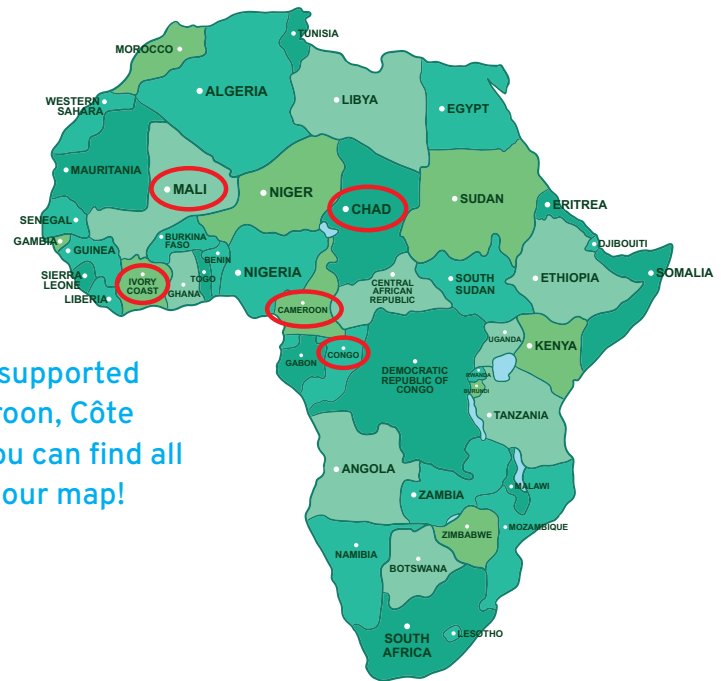 TUNISIA
MOROCCO
ALGERIA
LIBYA
EGYPT
WESTERN
SAHARA
MAURITANIA
MALI
NIGER
CHAD
SUDAN
ERITREA
SENEGAL
GAMBIA
GUINEA
BURKINA
FASO
BENIN
DJIBOUTI
SIERRA
LEONE
IVORY
COAST
TOGO
GHANA
NIGERIA
CENTRAL
AFRICAN
REPUBLIC
SOUTH
SUDAN
ETHIOPIA
SOMALIA
LIBERIA
CAMEROON
UGANDA
KENYA
GABON
CONGO
DEMOCRATIC
REPUBLIC OF
CONGO
RWANDA
BURUNDI
TANZANIA
supported
roon, Côte
ou can find all
our map!
ANGOLA
ZAMBIA
MALAWI
MOZAMBIQUE
ZIMBABWE
NAMIBIA
BOTSWANA
SOUTH
AFRICA
LESOTHO